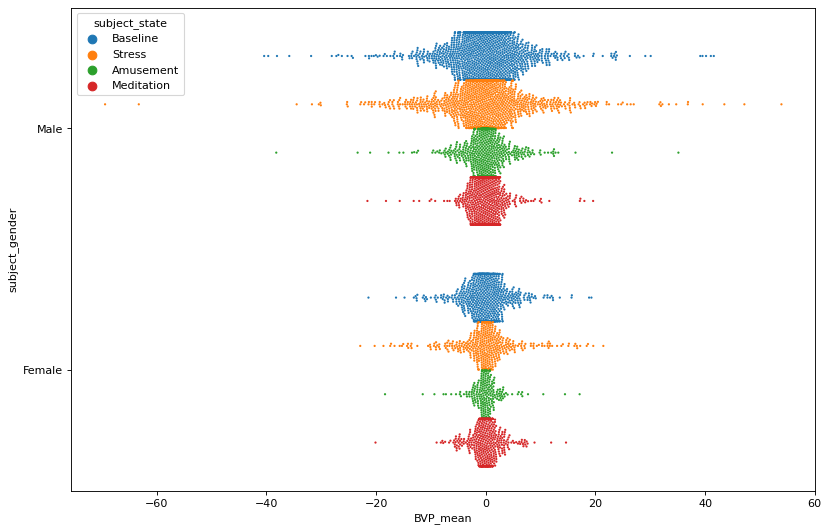 subject_state
Baseline
Stress
Amusement
Meditation
Male
Female
subject_gender
−60
−40
−20
0
20
40
60
BVP_mean